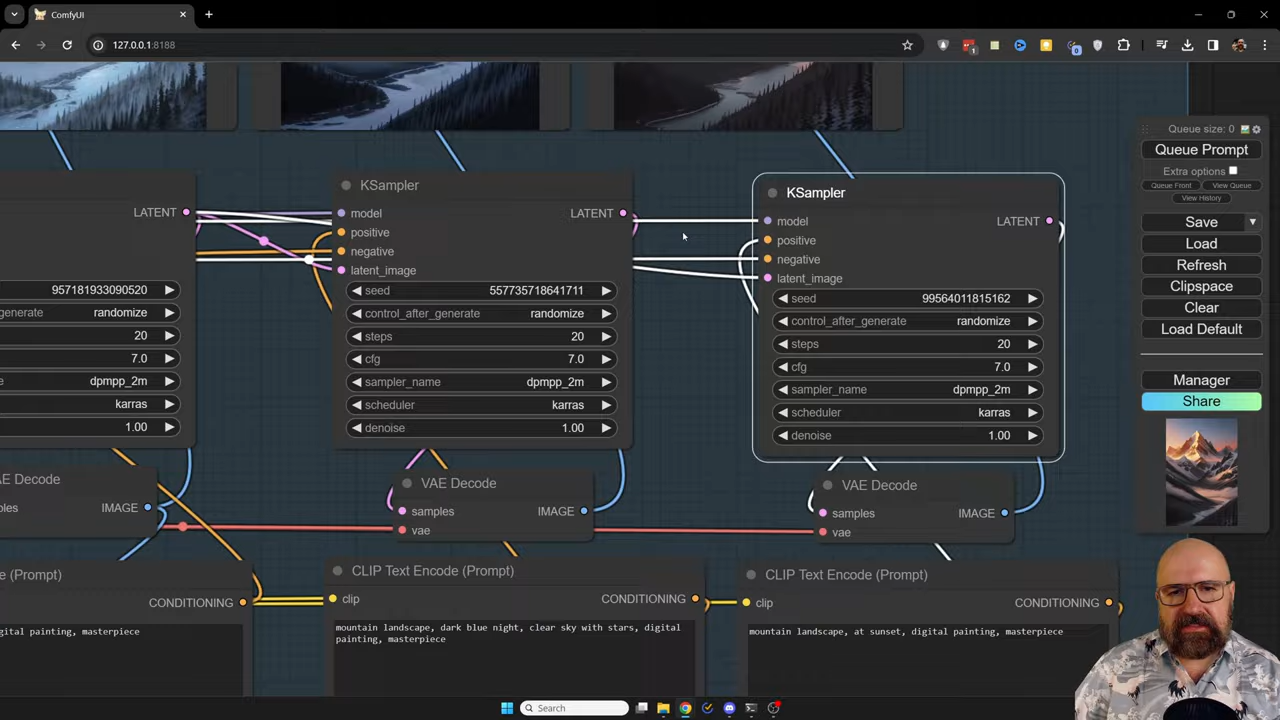 ComfyUI
127.0.0.1:8188
1
0
Queue size: 0
Queue Prompt
Extra options
Queue Front
View Queue
View History
Save
Load
Refresh
Clipspace
Clear
Load Default
Manager
Share
LATENT
957181933090520
_generate
randomize
20
7.0
dpmpp_2m
karras
1.00
KSampler
model
LATENT
positive
negative
latent_image
seed
557735718641711
control_after_generate
randomize
steps
20
cfg
7.0
sampler_name
dpmpp_2m
scheduler
karras
denoise
1.00
KSampler
model
LATENT
positive
negative
latent_image
seed
99564011815162
control_after_generate
randomize
steps
20
cfg
7.0
sampler_name
dpmpp_2m
scheduler
karras
denoise
1.00
VAE Decode
ples
IMAGE
VAE Decode
samples
IMAGE
vae
VAE Decode
samples
IMAGE
vae
e (Prompt)
CONDITIONING
gital painting, masterpiece
CLIP Text Encode (Prompt)
clip
CONDITIONING
mountain landscape, dark blue night, clear sky with stars, digital
painting, masterpiece
CLIP Text Encode (Prompt)
clip
CONDITIONING
mountain landscape, at sunset, digital painting, masterpiece
Search